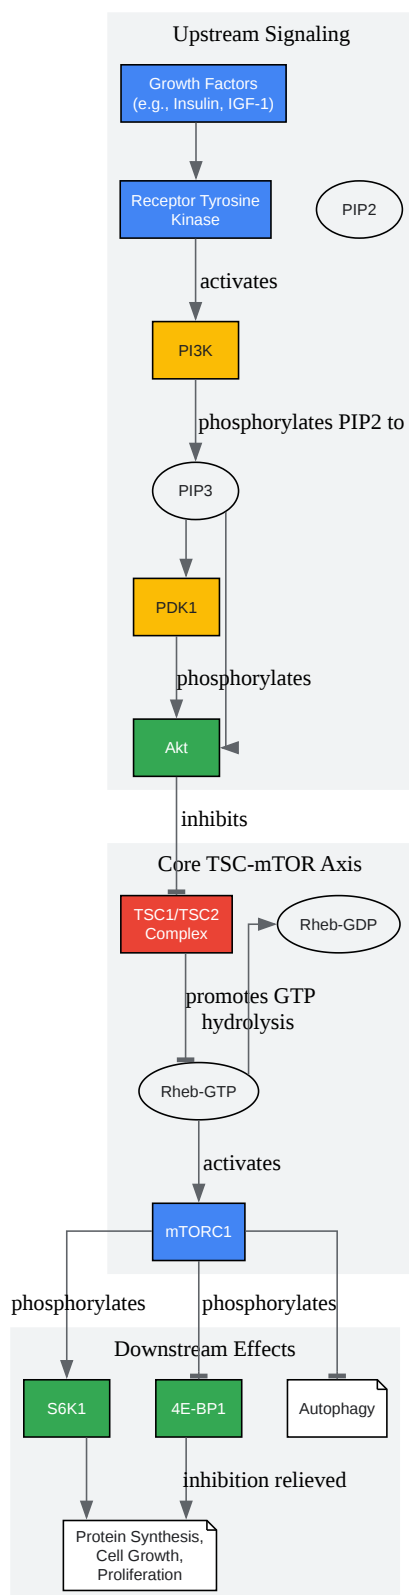 Upstream Signaling
Growth Factors
(e.g., Insulin, IGF-1)
Receptor Tyrosine
Kinase
PIP2
activates
PI3K
phosphorylates PIP2 to
PIP3
PDK1
phosphorylates
Akt
inhibits
Core TSC-mTOR Axis
TSC1/TSC2
Complex
Rheb-GDP
promotes GTP
hydrolysis
Rheb-GTP
activates
mTORC1
phosphorylates
phosphorylates
Downstream Effects
S6K1
4E-BP1
Autophagy
inhibition relieved
Protein Synthesis,
Cell Growth,
Proliferation